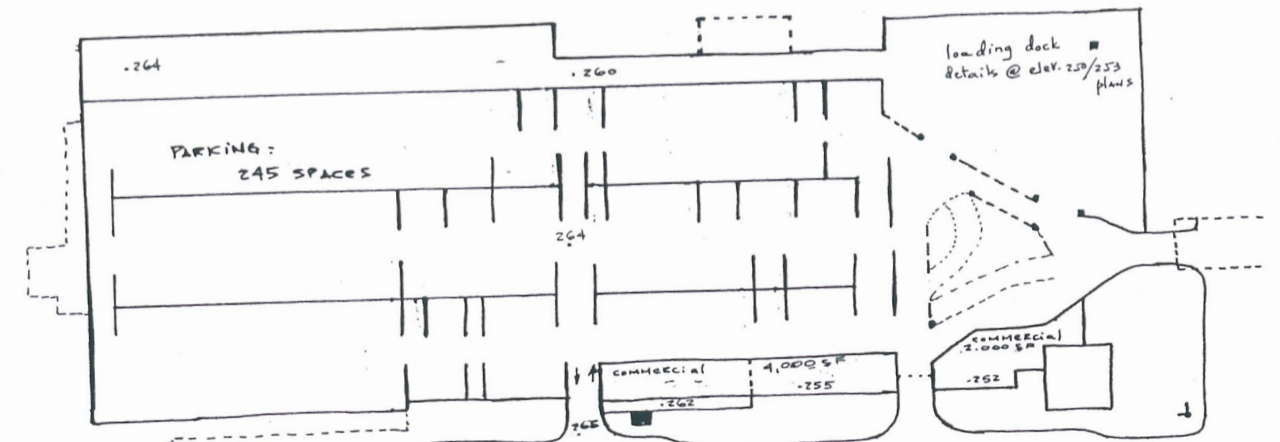 .264
.260
loading dock
details @ elev. 250/253
plans
PARKING:
245 SPACES
264
COMMERCIAL
4,000 SF
.255
.262
265
COMMERCIAL
2.000 SF
.252